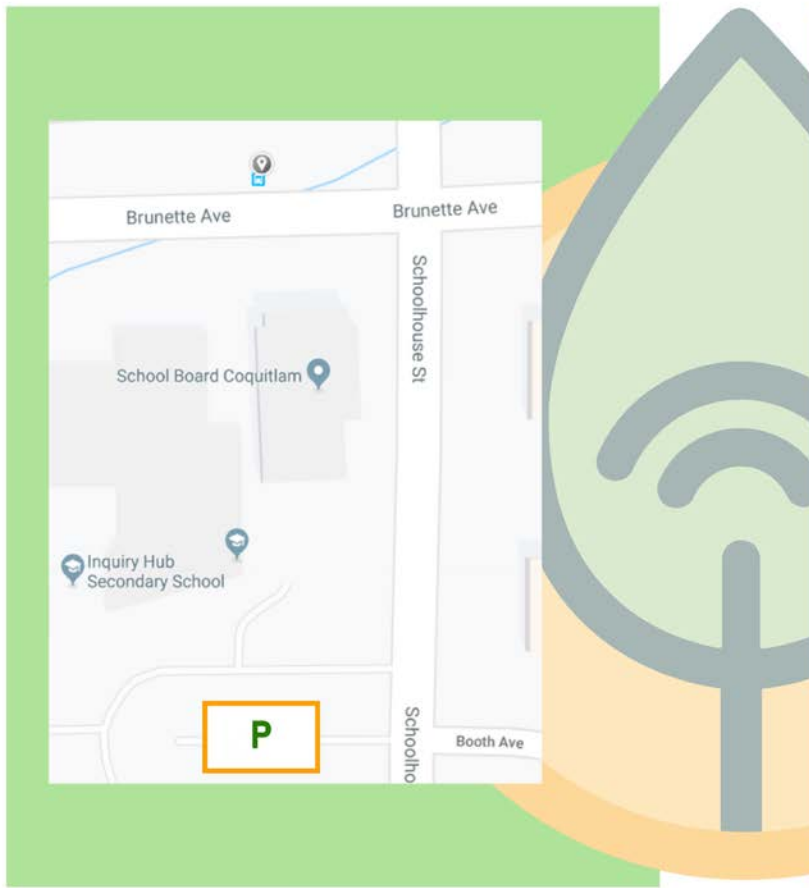 Brunette Ave
Brunette Ave
Schoolhouse St
School Board Coquitlam
Inquiry Hub
Secondary School
P
Schoolho
Booth Ave